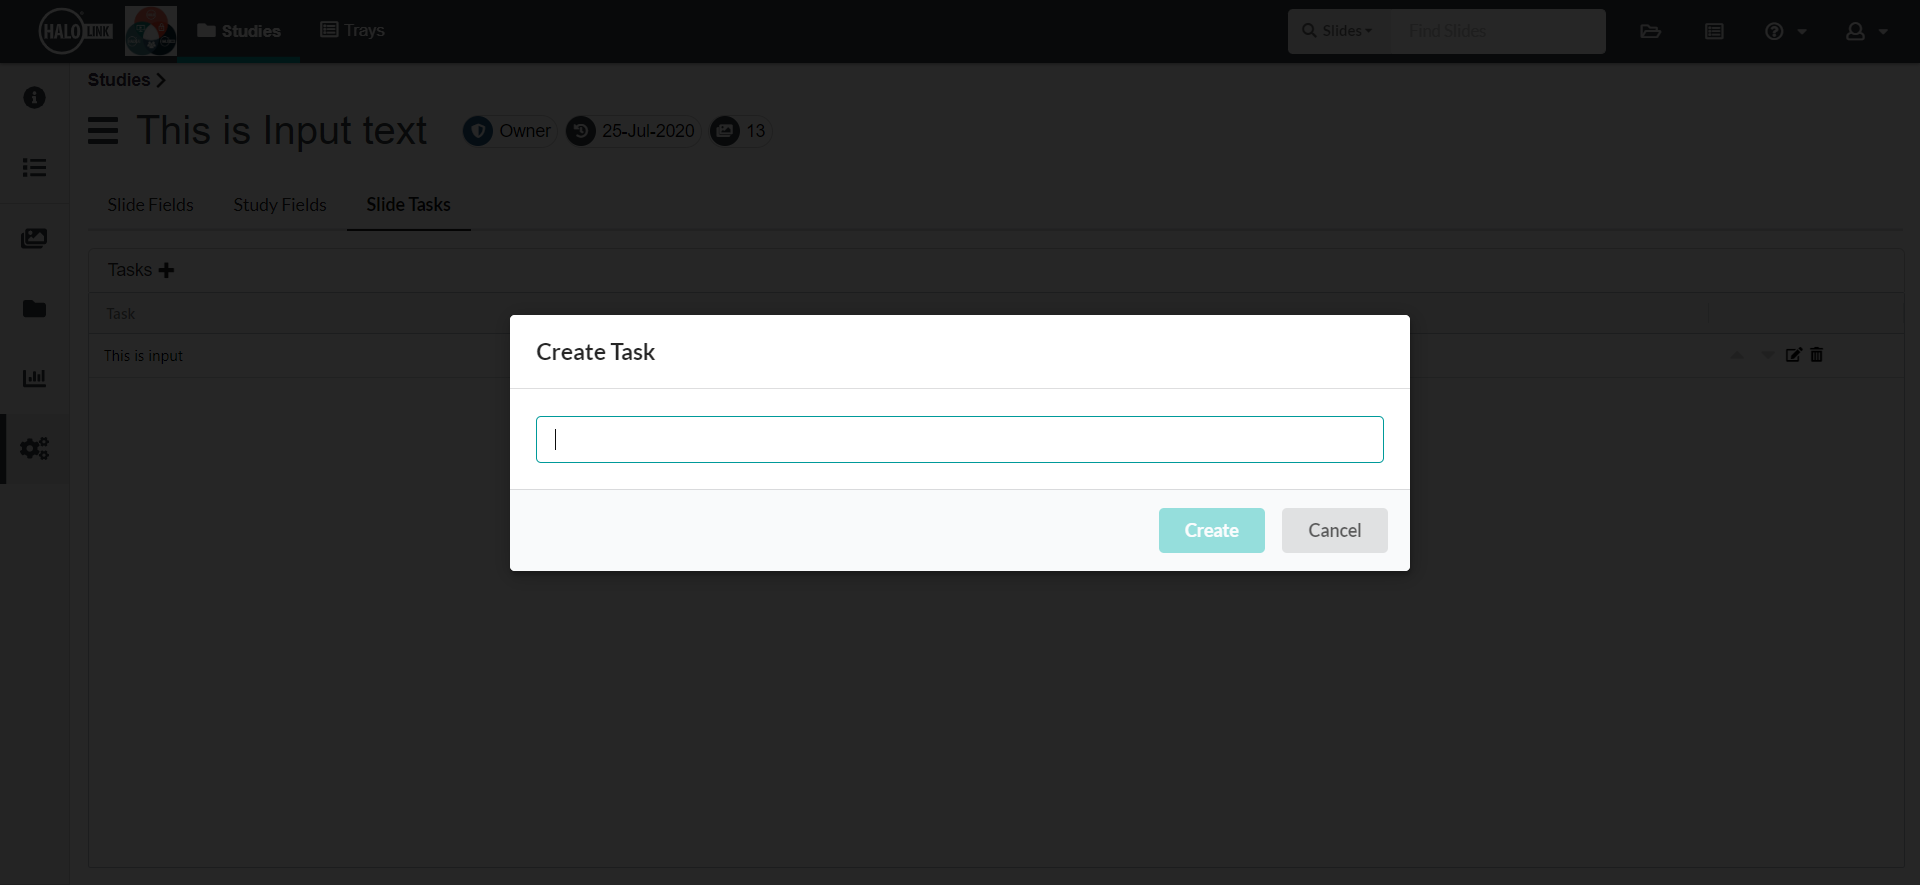 HALO LINK
Studies
Trays
Slides
Find Slides
Studies
This is Input text
Owner
25-Jul-2020
13
Slide Fields
Study Fields
Slide Tasks
Tasks
Task
This is input
Create Task
Create
Cancel